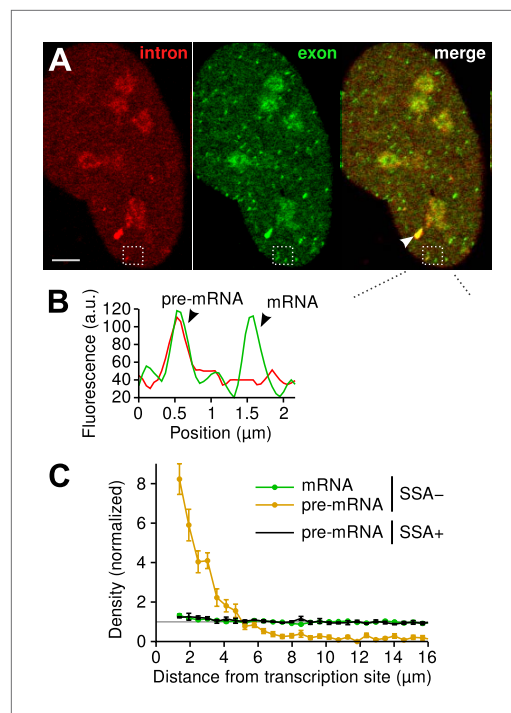 A
intron
exon
merge
B
pre-mRNA
mRNA
120
100
80
60
40
20
Fluorescence (a.u.)
0
0.5
1
1.5
2
Position (µm)
C
8
6
4
2
0
Density (normalized)
mRNA
pre-mRNA
SSA−
pre-mRNA
SSA+
0 2 4 6 8 10 12 14 16
Distance from transcription site (µm)